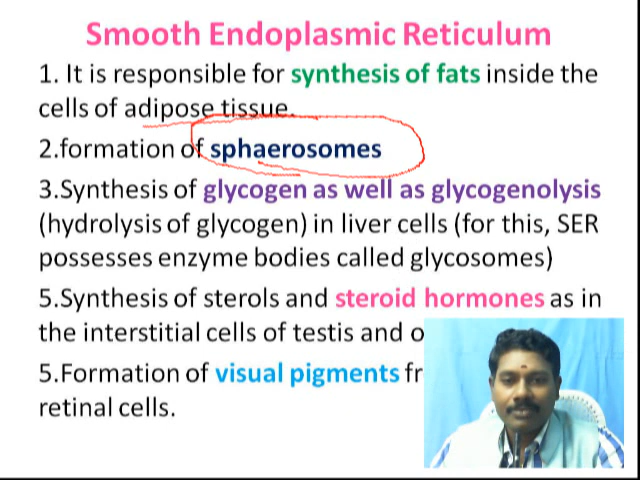 Smooth Endoplasmic Reticulum
1. It is responsible for synthesis of fats inside the
cells of adipose tissue.
2.formation of sphaerosomes
3.Synthesis of glycogen as well as glycogenolysis
(hydrolysis of glycogen) in liver cells (for this, SER
possesses enzyme bodies called glycosomes)
5.Synthesis of sterols and steroid hormones as in
the interstitial cells of testis and
5.Formation of visual pigments
retinal cells.